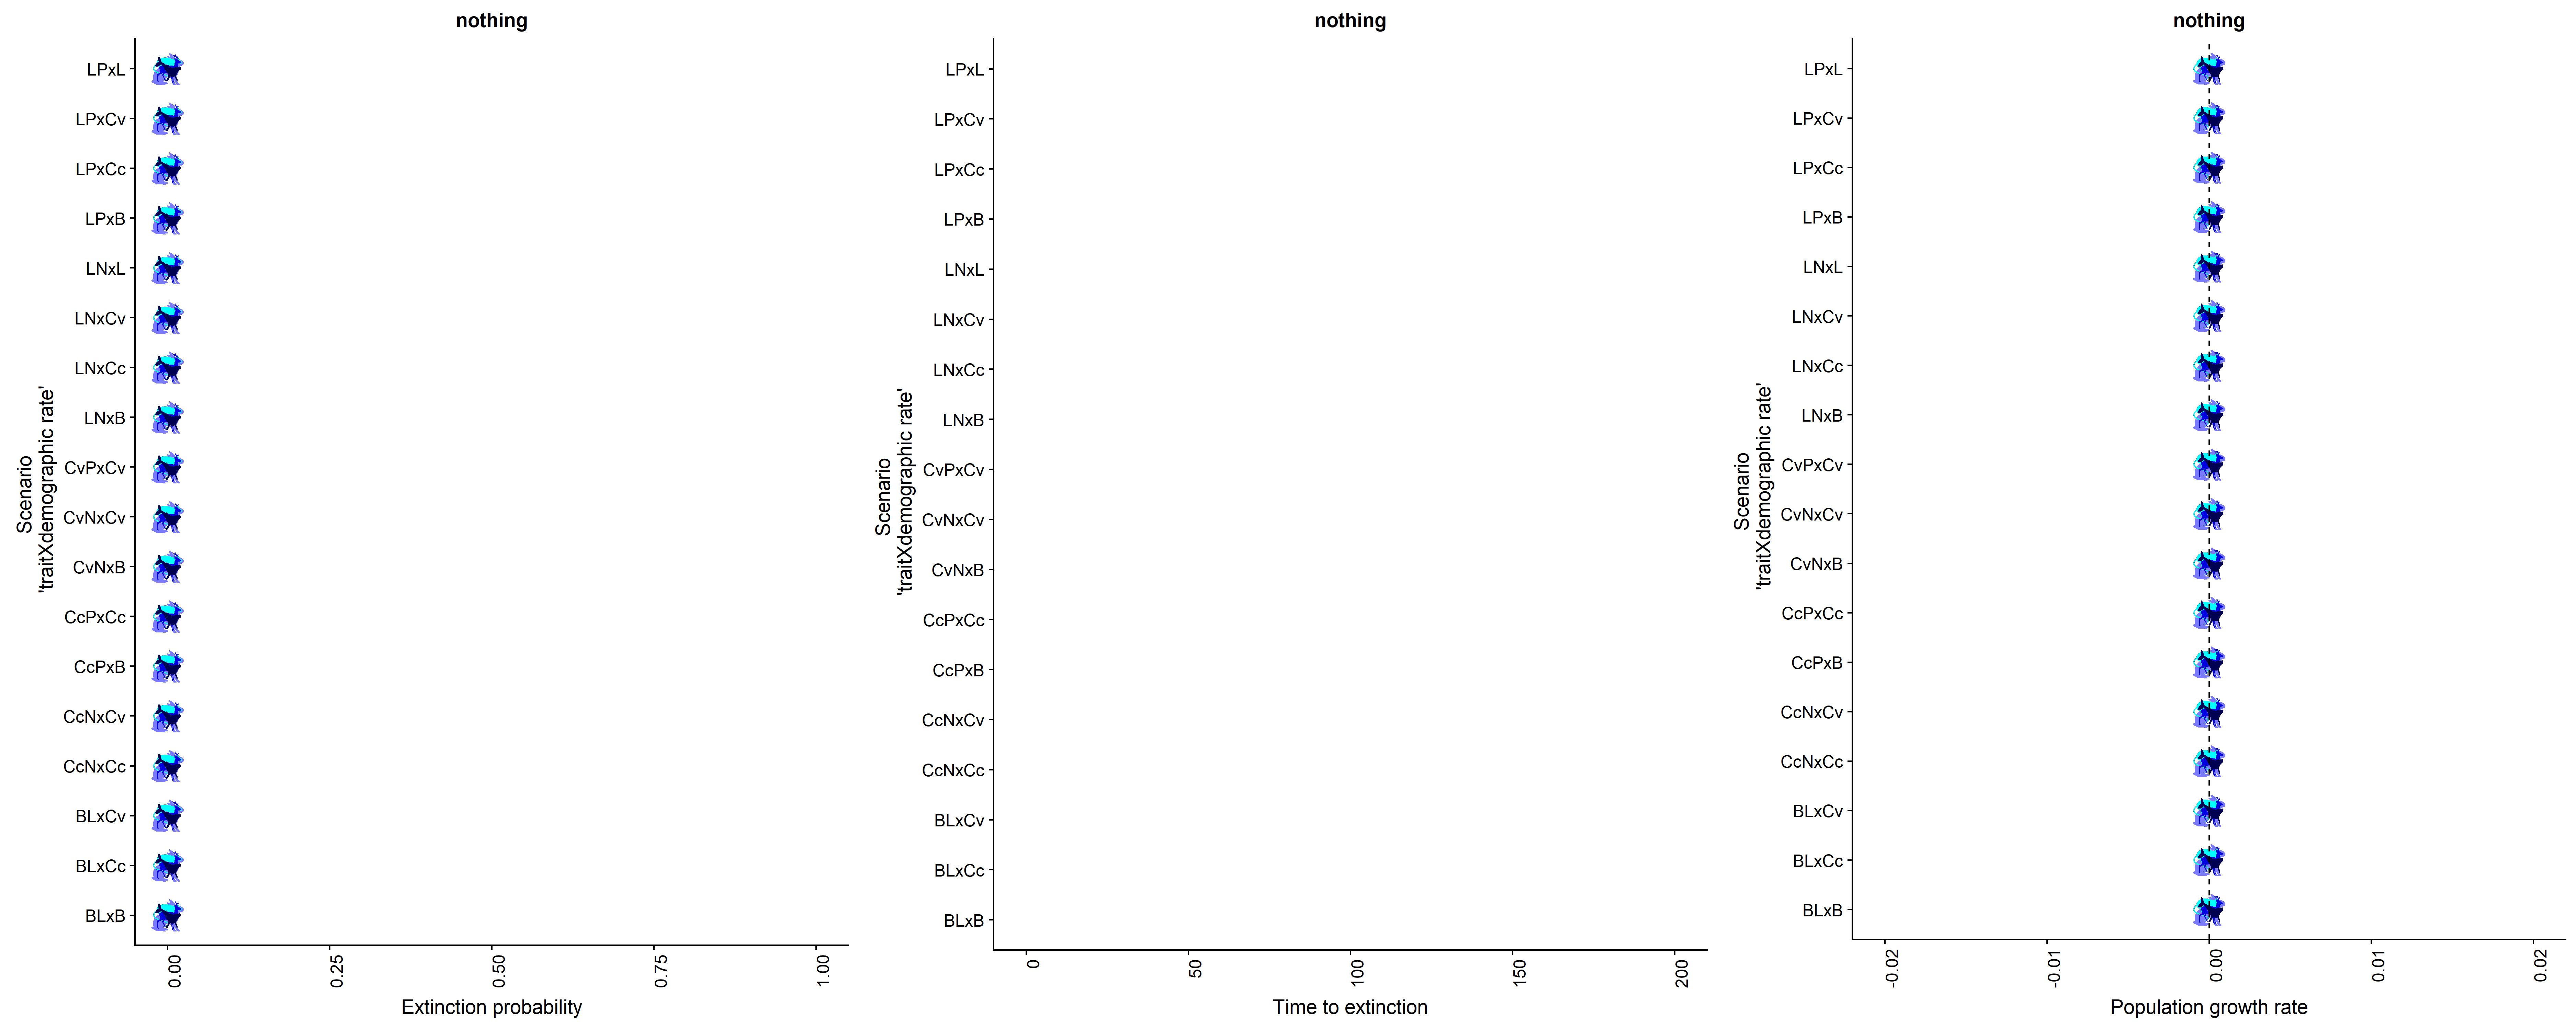 nothing
LPxL
LPxCv
LPxCc
LPxB
LNxL
LNxCv
LNxCc
LNxB
CvPxCv
CvNxCv
CvNxB
CcPxCc
CcPxB
CcNxCv
CcNxCc
BLxCv
BLxCc
BLxB
Scenario
'traitXdemographic rate'
0.00
0.25
0.50
0.75
1.00
Extinction probability
nothing
LPxL
LPxCv
LPxCc
LPxB
LNxL
LNxCv
LNxCc
LNxB
CvPxCv
CvNxCv
CvNxB
CcPxCc
CcPxB
CcNxCv
CcNxCc
BLxCv
BLxCc
BLxB
Scenario
'traitXdemographic rate'
0
50
100
150
200
Time to extinction
nothing
LPxL
LPxCv
LPxCc
LPxB
LNxL
LNxCv
LNxCc
LNxB
CvPxCv
CvNxCv
CvNxB
CcPxCc
CcPxB
CcNxCv
CcNxCc
BLxCv
BLxCc
BLxB
Scenario
'traitXdemographic rate'
-0.02
-0.01
0.00
0.01
0.02
Population growth rate